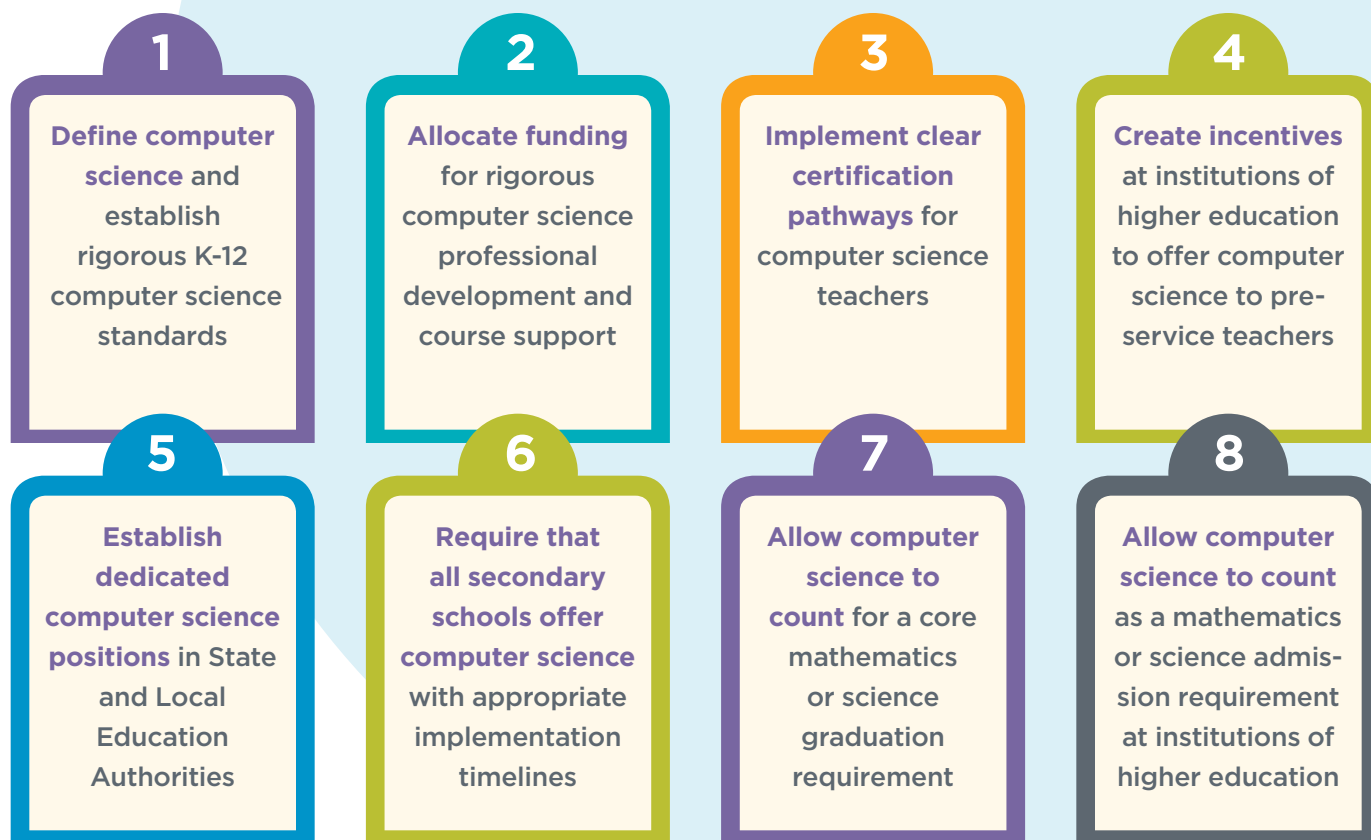 1
Define computer
science and
establish
rigorous K-12
computer science
standards
2
Allocate funding
for rigorous
computer science
professional
development and
course support
3
Implement clear
certification
pathways for
computer science
teachers
4
Create incentives
at institutions of
higher education
to offer computer
science to pre-
service teachers
5
Establish
dedicated
computer science
positions in State
and Local
Education
Authorities
6
Require that
all secondary
schools offer
computer science
with appropriate
implementation
timelines
7
Allow computer
science to
count for a core
mathematics
or science
graduation
requirement
8
Allow computer
science to count
as a mathematics
or science admis-
sion requirement
at institutions of
higher education